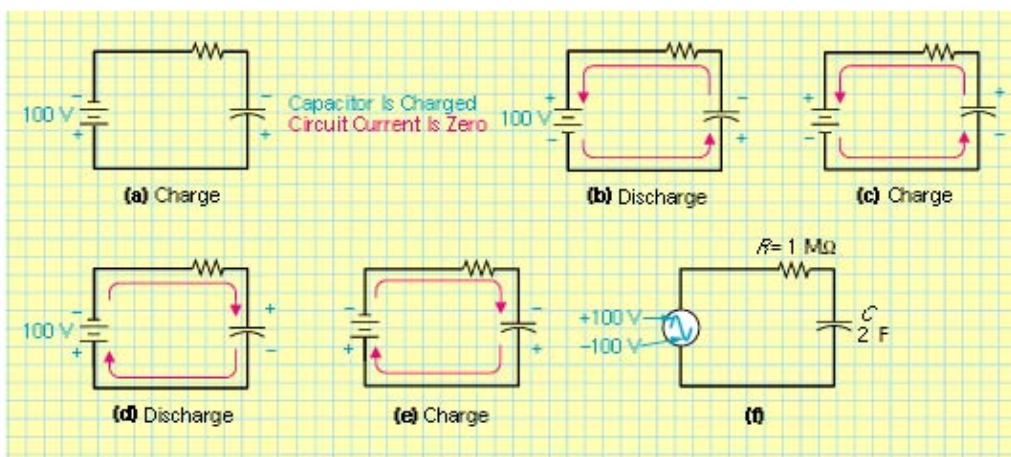 R= 1 MΩ
C
2 F
100 V
−
+
−
+
Capacitor Is Charged
Circuit Current Is Zero
100 V
+
−
−
+
+
−
+
−
(a) Charge
(b) Discharge
(c) Charge
100 V
−
+
+
−
−
+
−
+
+100 V
−100 V
(d) Discharge
(e) Charge
(f)